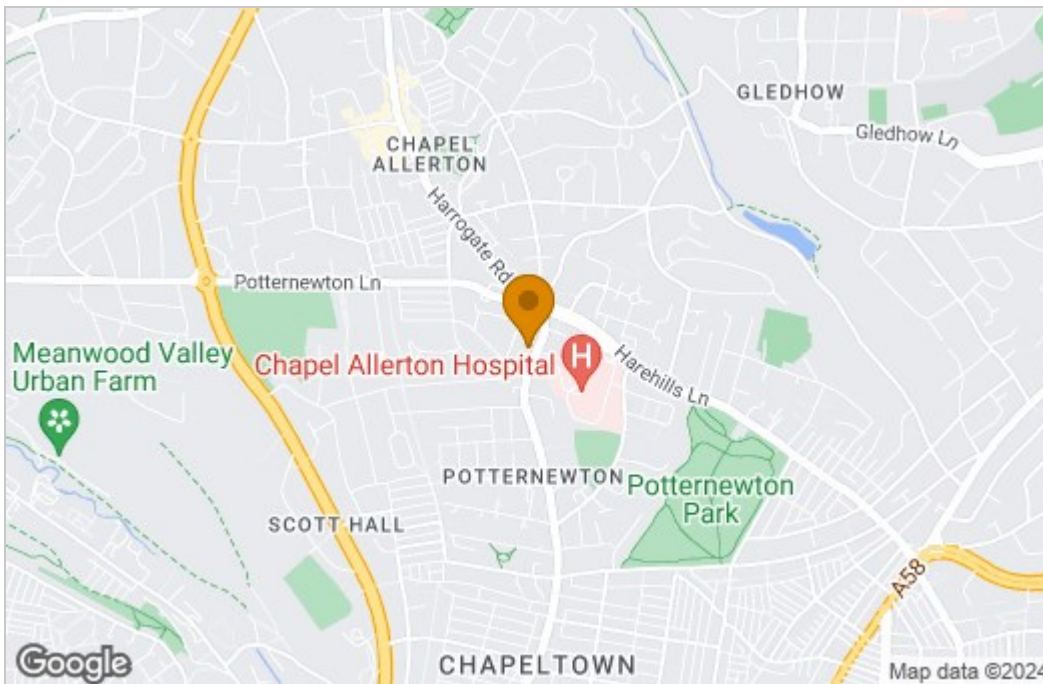 GLEDHOW
Gledhow Ln
CHAPEL
ALLERTON
Harrogate Rd
Potternewton Ln
Meanwood Valley
Urban Farm
Chapel Allerton Hospital
H
Harehills Ln
POTTERNEWTON
Potternewton
Park
SCOTT HALL
A58
CHAPELTOWN
Google
Map data ©2024